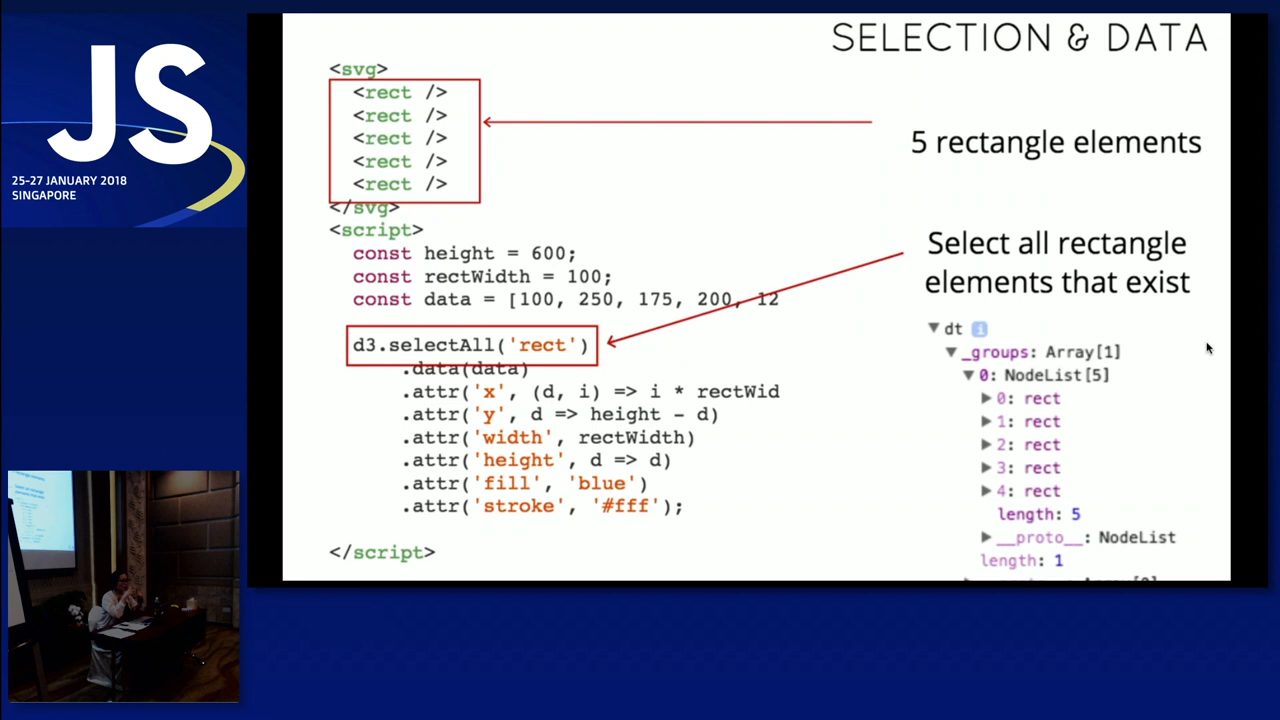 JS
25-27 JANUARY 2018
SINGAPORE
SELECTION & DATA
<svg>
<rect />
<rect />
<rect />
<rect />
<rect />
</svg>
<script>
const height = 600;
const rectWidth = 100;
const data = [100, 250, 175, 200, 12
d3.selectAll('rect')
.data(data)
.attr('x', (d, i) => i * rectWid
.attr('y', d => height - d)
.attr('width', rectWidth)
.attr('height', d => d)
.attr('fill', 'blue')
.attr('stroke', '#fff');
</script>
5 rectangle elements
Select all rectangle
elements that exist
▼ dt i
▼ _groups: Array[1]
▼ 0: NodeList[5]
▶ 0: rect
▶ 1: rect
▶ 2: rect
▶ 3: rect
▶ 4: rect
length: 5
▶ __proto__: NodeList
length: 1